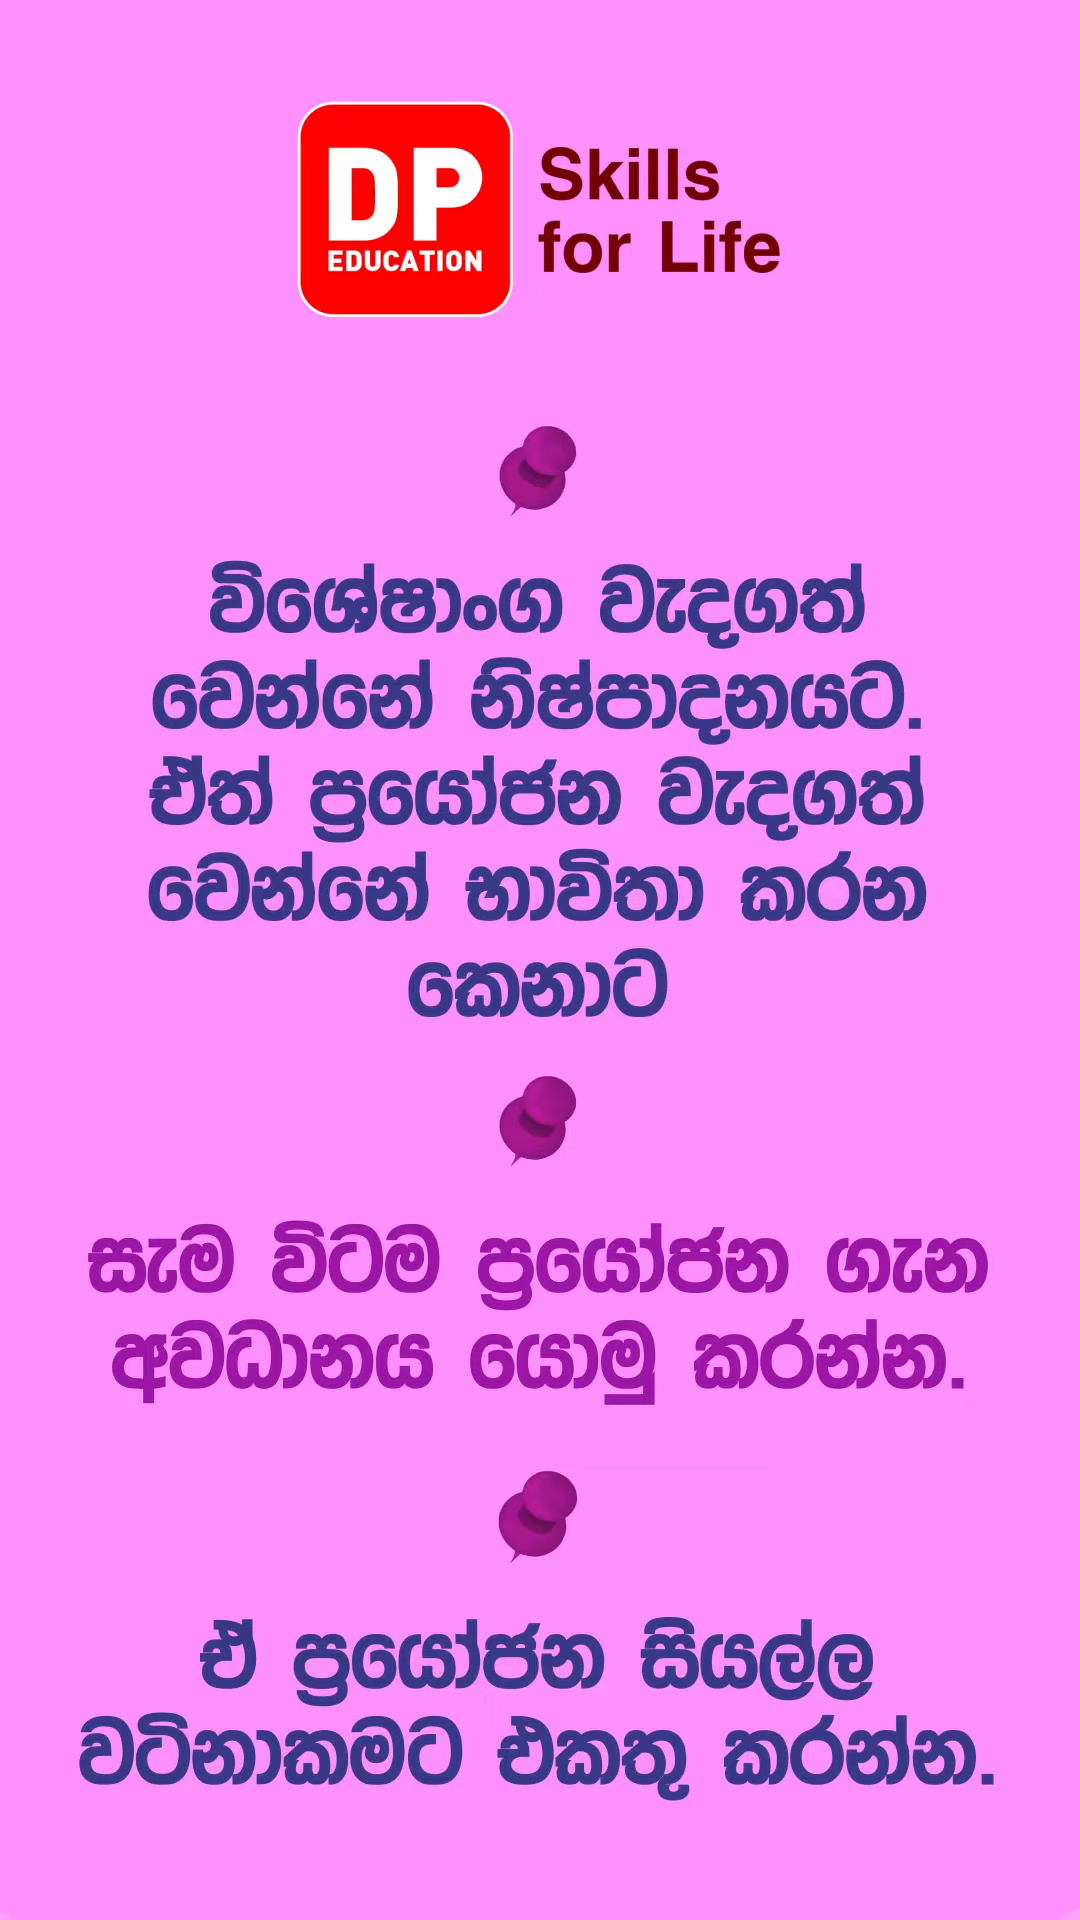 DP
EDUCATION
Skills
for Life
විශේෂාංග වැදගත්
වෙන්නේ නිෂ්පාදනයට.
ඒත් ප්‍රයෝජන වැදගත්
වෙන්නේ භාවිතා කරන
කෙනාට
සැම විටම ප්‍රයෝජන ගැන
අවධානය යොමු කරන්න.
ඒ ප්‍රයෝජන සියල්ල
වටිනාකමට එකතු කරන්න.